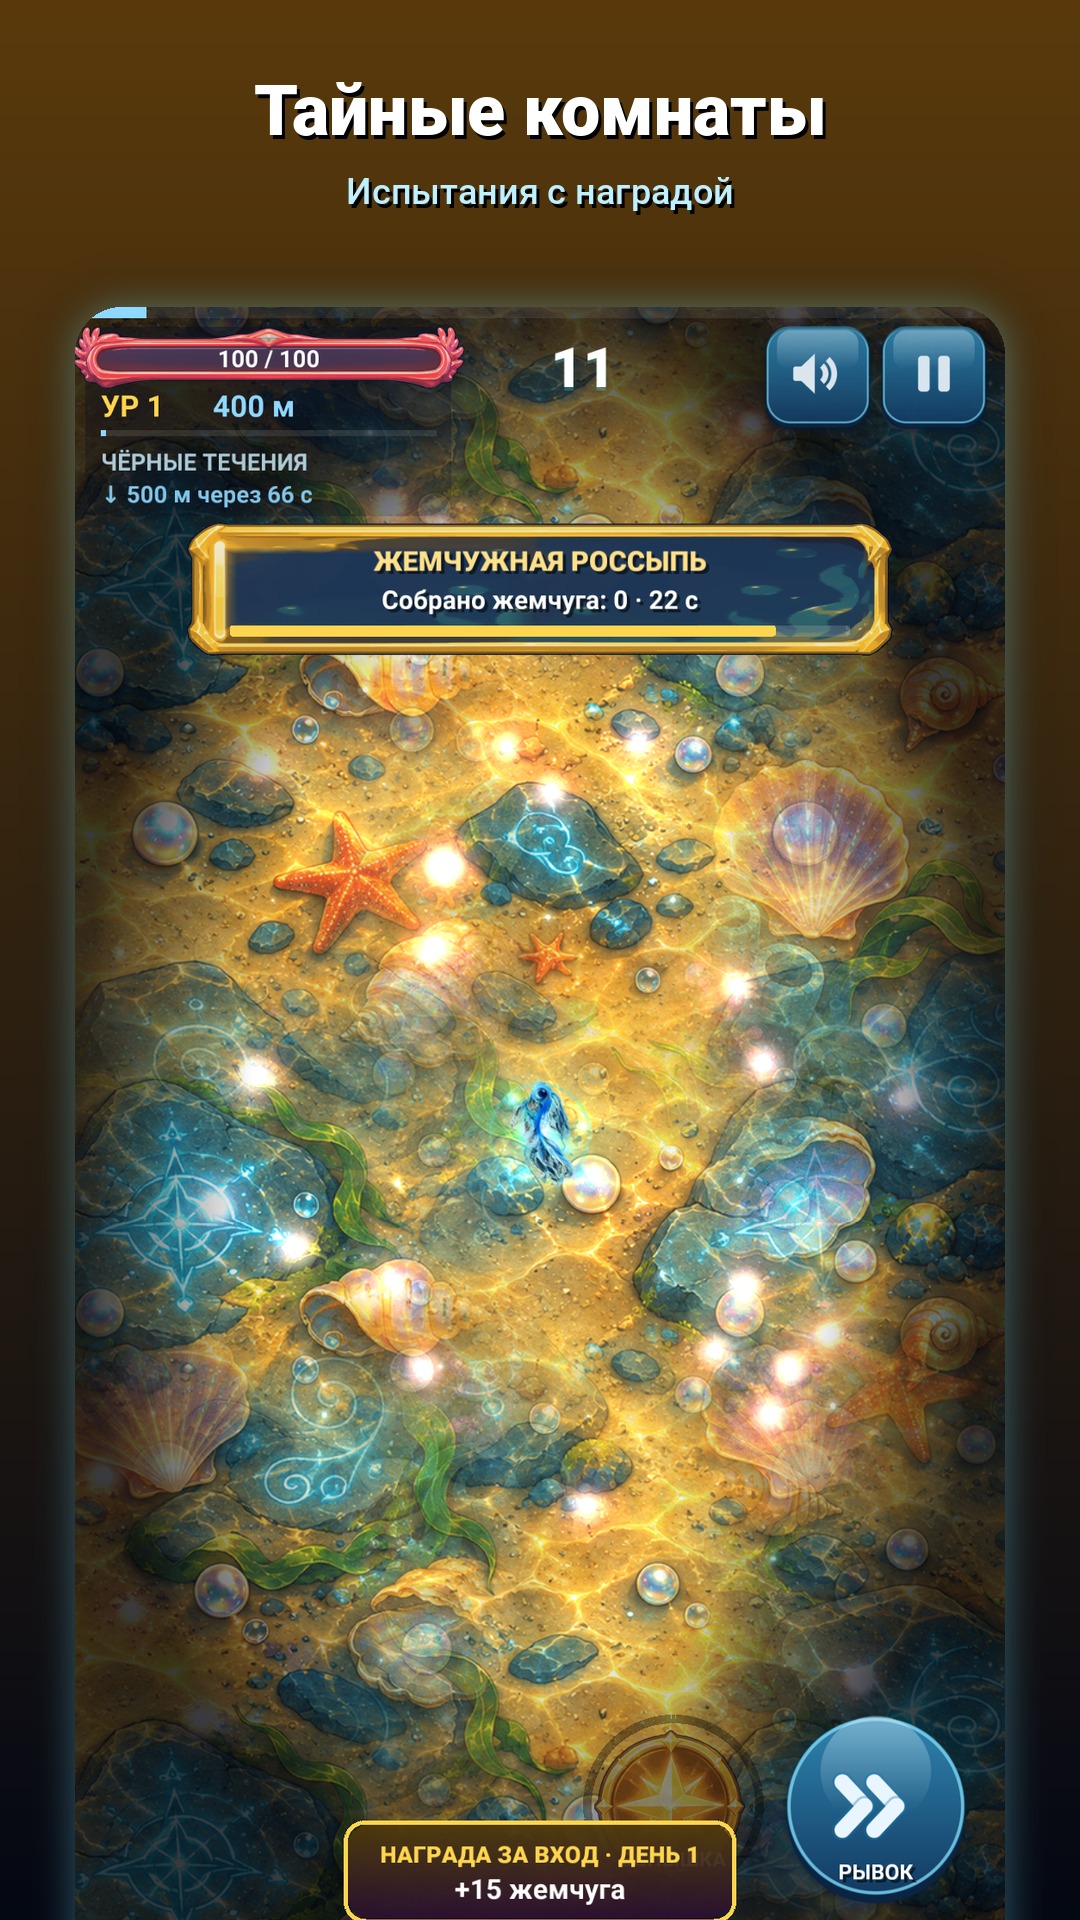 Тайные комнаты
Испытания с наградой
100 / 100
11
УР 1 400 м
ЧЁРНЫЕ ТЕЧЕНИЯ
↓ 500 м через 66 с
ЖЕМЧУЖНАЯ РОССЫПЬ
Собрано жемчуга: 0 · 22 с
НАГРАДА ЗА ВХОД · ДЕНЬ 1
+15 жемчуга
РЫВОК